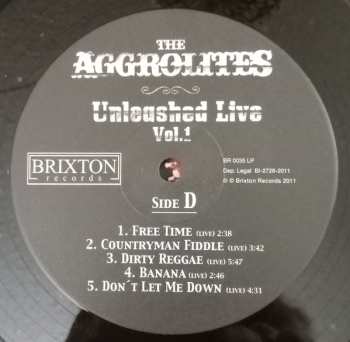 THE
AGGROLITES
Unleashed Live
Vol.1
BRIXTON
records
BR 0035 LP
Dep. Legal BI-2726-2011
℗ © Brixton Records 2011
SIDE D
1. FREE TIME (LIVE) 2:38
2. COUNTRYMAN FIDDLE (LIVE) 3:42
3. DIRTY REGGAE (LIVE) 5:47
4. BANANA (LIVE) 2:46
5. DON´T LET ME DOWN (LIVE) 4:31